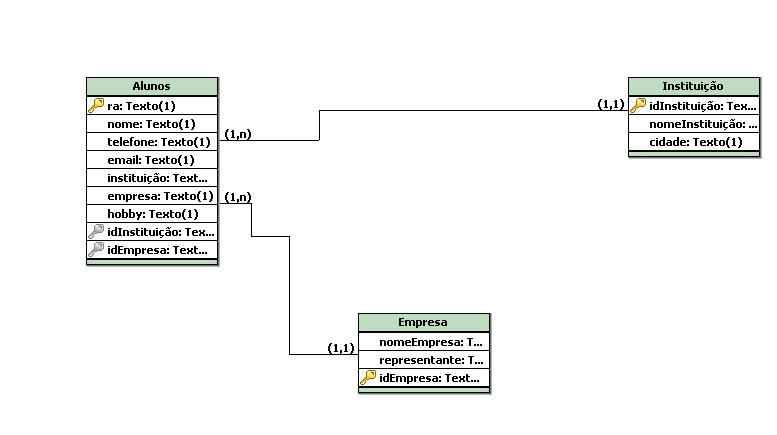 Alunos
ra: Texto(1)
nome: Texto(1)
telefone: Texto(1)
email: Texto(1)
instituição: Text...
empresa: Texto(1)
hobby: Texto(1)
idInstituição: Tex...
idEmpresa: Text...
(1,n)
(1,n)
(1,1)
Instituição
idInstituição: Tex...
nomeInstituição: ...
cidade: Texto(1)
(1,1)
Empresa
nomeEmpresa: T...
representante: T...
idEmpresa: Text...